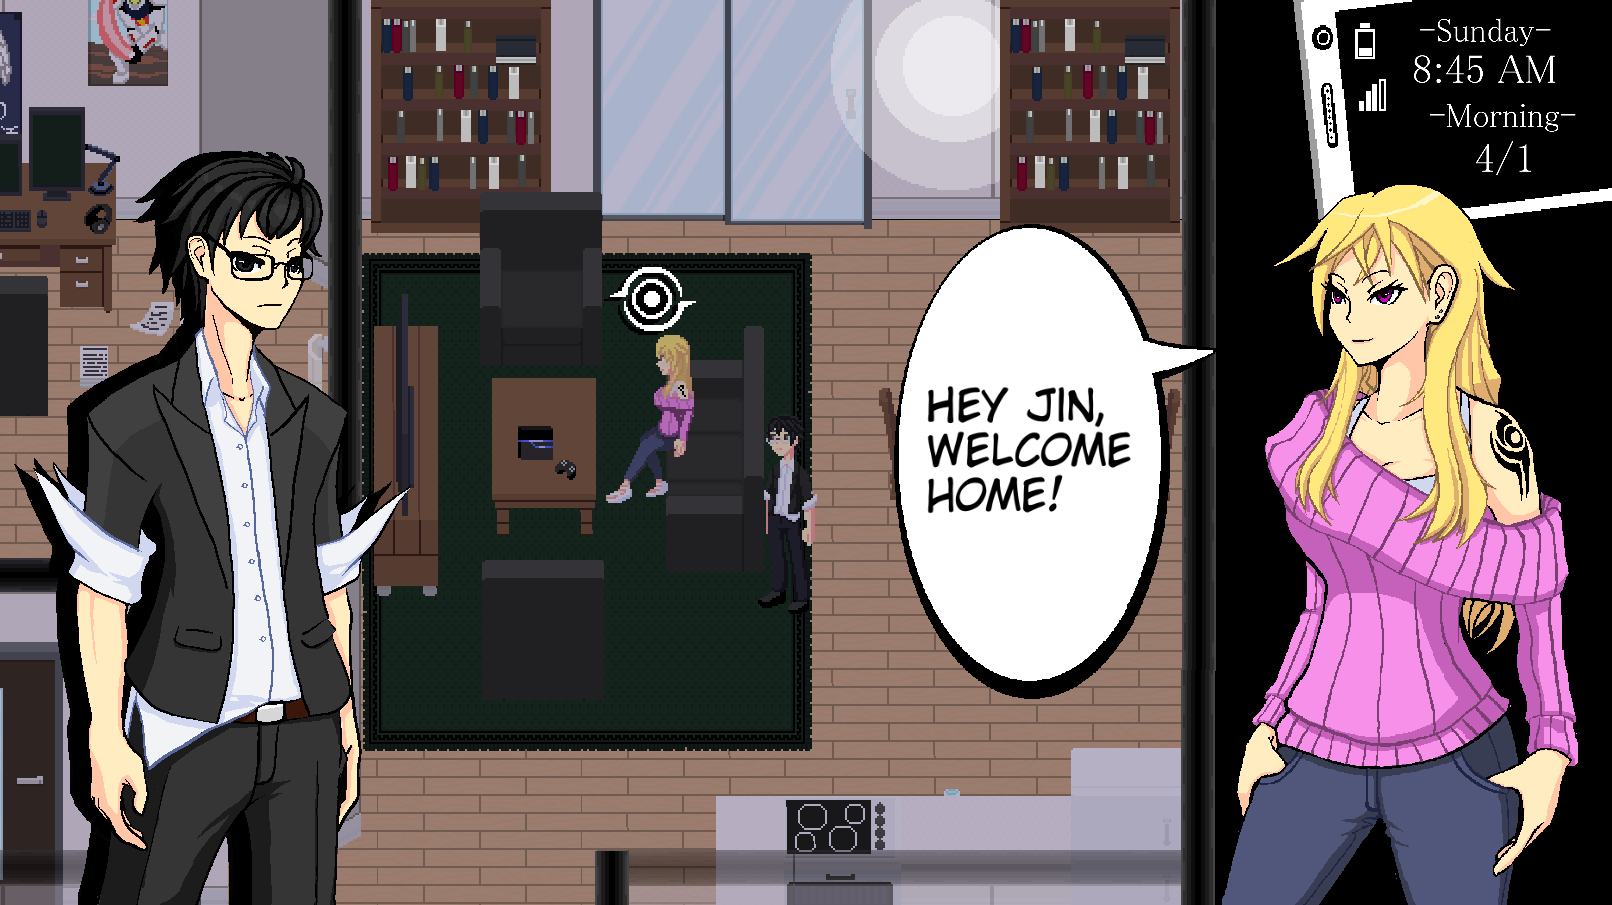 -Sunday-
8:45 AM
-Morning-
4/1
HEY JIN,
WELCOME
HOME!